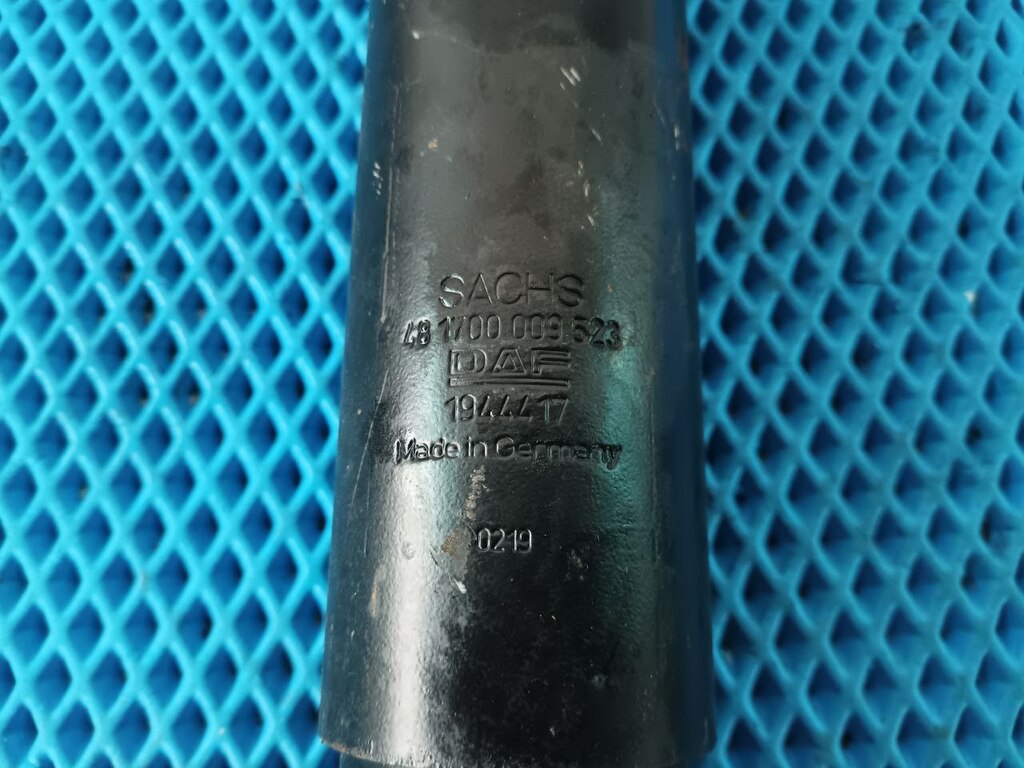 SACHS
48 1700 009 523
DAF
1944417
Made in Germany
0219